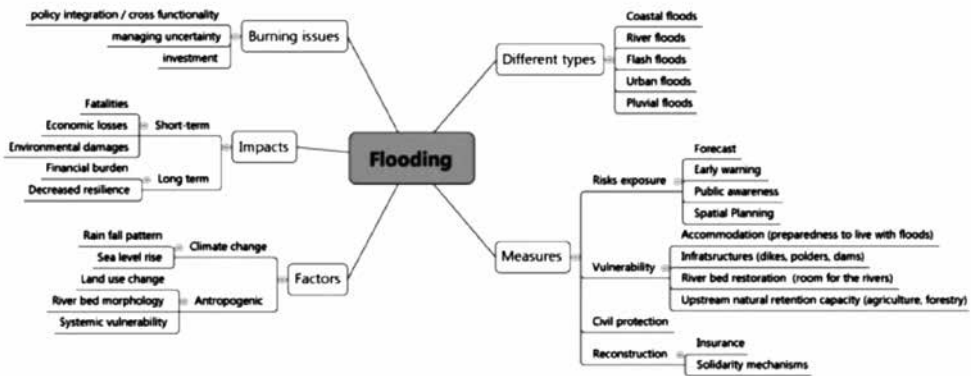 policy integration / cross functionality
managing uncertainty
investment
Burning issues
Fatalities
Economic losses
Environmental damages
Short-term
Financial burden
Decreased resilience
Long term
Impacts
Rain fall pattern
Sea level rise
Climate change
Land use change
River bed morphology
Systemic vulnerability
Antropogenic
Factors
Flooding
Different types
Coastal floods
River floods
Flash floods
Urban floods
Pluvial floods
Measures
Risks exposure
Forecast
Early warning
Public awareness
Spatial Planning
Vulnerability
Accommodation (preparedness to live with floods)
Infratsructures (dikes, polders, dams)
River bed restoration (room for the rivers)
Upstream natural retention capacity (agriculture, forestry)
Civil protection
Reconstruction
Insurance
Solidarity mechanisms